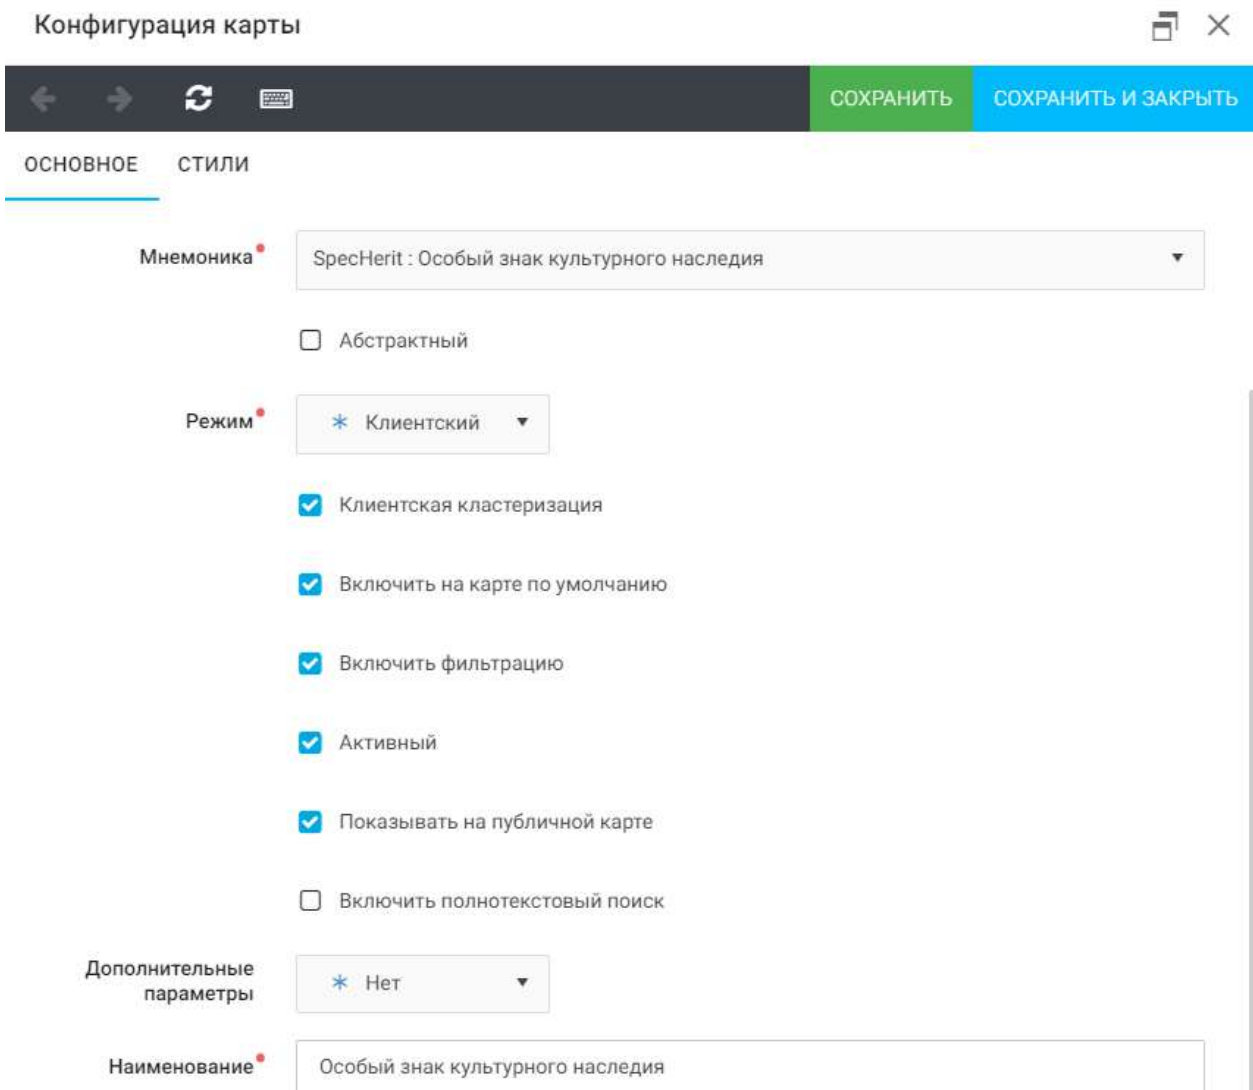 Конфигурация карты
СОХРАНИТЬ СОХРАНИТЬ И ЗАКРЫТЬ
ОСНОВНОЕ СТИЛИ
Мнемоника SpecHerit : Особый знак культурного наследия
Абстрактный
Режим Клиентский
Клиентская кластеризация
Включить на карте по умолчанию
Включить фильтрацию
Активный
Показывать на публичной карте
Включить полнотекстовый поиск
Дополнительные
параметры Нет
Наименование Особый знак культурного наследия